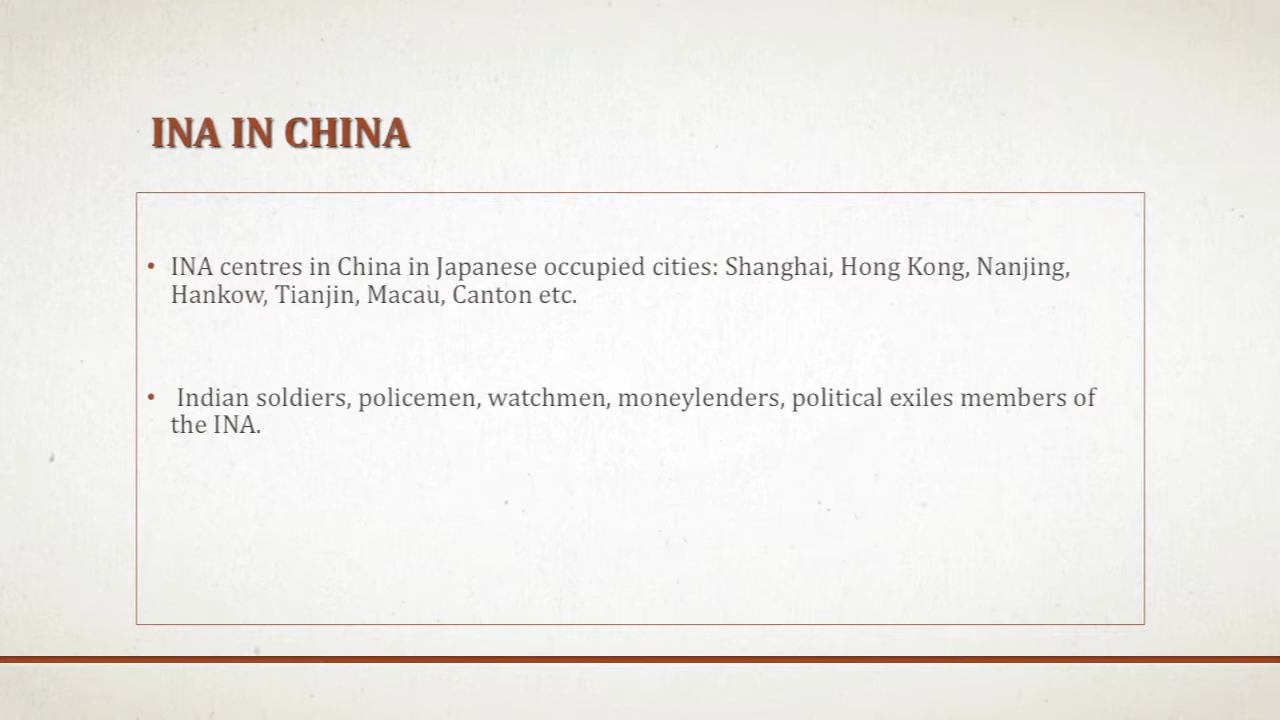 INA IN CHINA
• INA centres in China in Japanese occupied cities: Shanghai, Hong Kong, Nanjing,
Hankow, Tianjin, Macau, Canton etc.
• Indian soldiers, policemen, watchmen, moneylenders, political exiles members of
the INA.